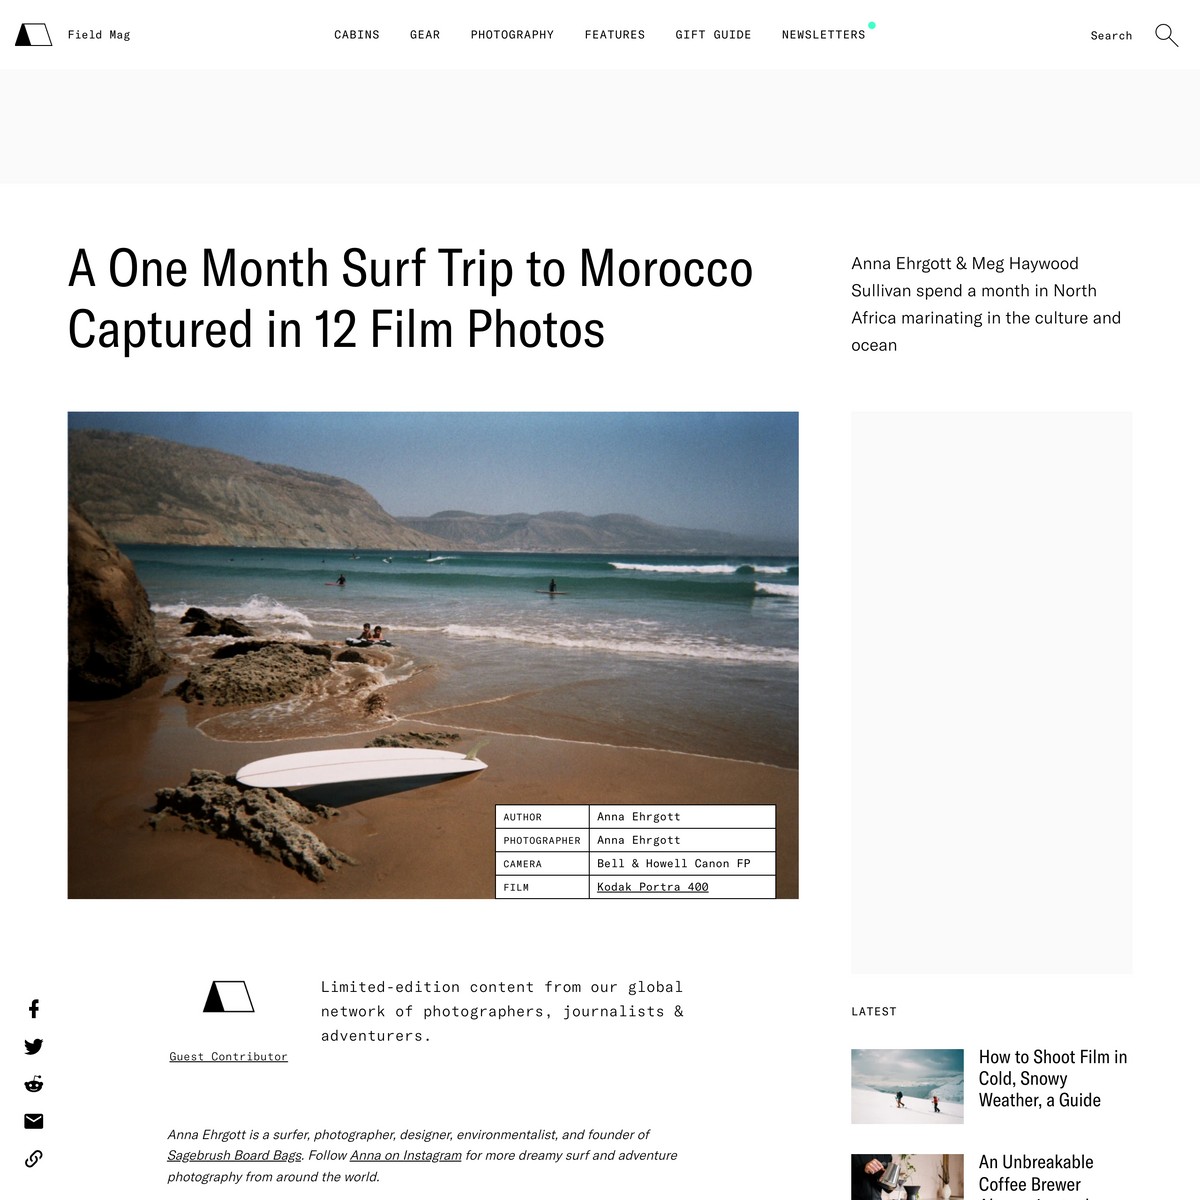 Field Mag
CABINS
GEAR
PHOTOGRAPHY
FEATURES
GIFT GUIDE
NEWSLETTERS
Search
A One Month Surf Trip to Morocco
Captured in 12 Film Photos
Anna Ehrgott & Meg Haywood
Sullivan spend a month in North
Africa marinating in the culture and
ocean
AUTHOR Anna Ehrgott
PHOTOGRAPHER Anna Ehrgott
CAMERA Bell & Howell Canon FP
FILM Kodak Portra 400
Guest Contributor
Limited-edition content from our global
network of photographers, journalists &
adventurers.
Anna Ehrgott is a surfer, photographer, designer, environmentalist, and founder of
Sagebrush Board Bags. Follow Anna on Instagram for more dreamy surf and adventure
photography from around the world.
LATEST
How to Shoot Film in
Cold, Snowy
Weather, a Guide
An Unbreakable
Coffee Brewer